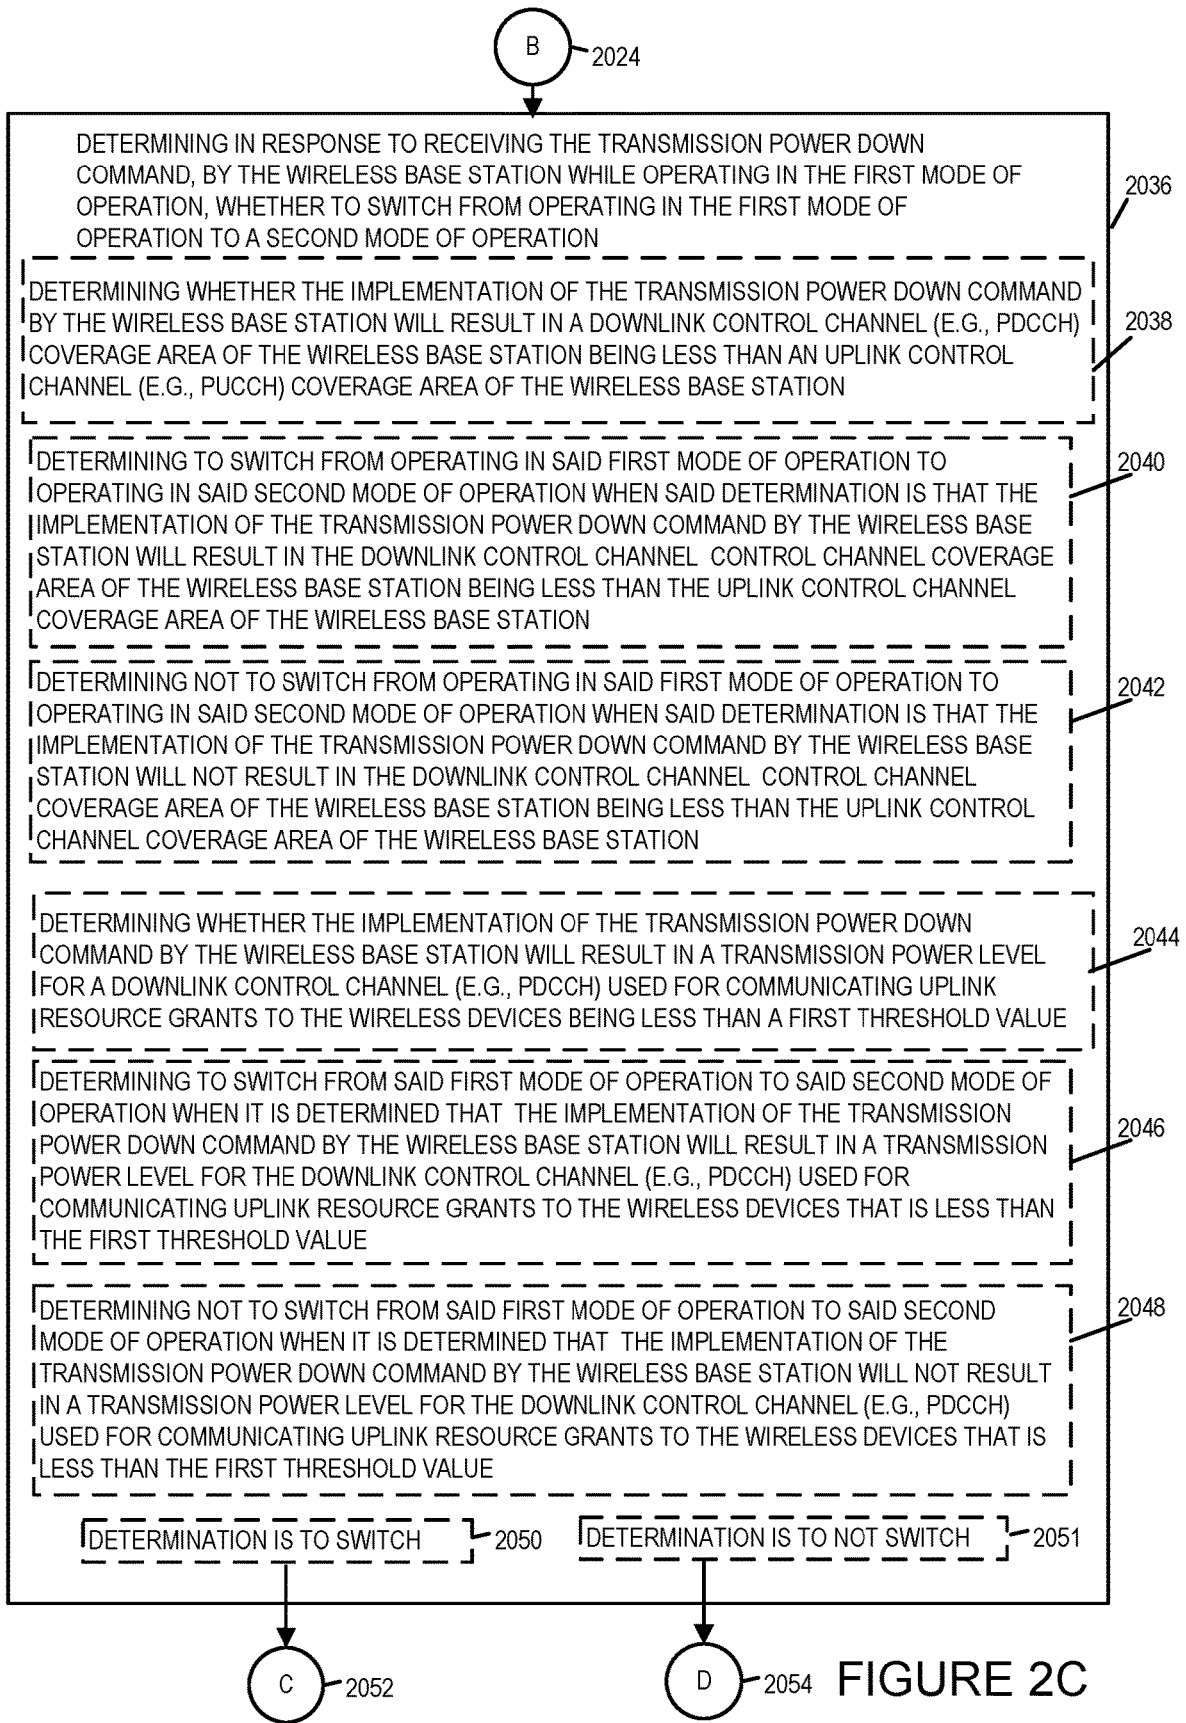 B
2024
DETERMINING IN RESPONSE TO RECEIVING THE TRANSMISSION POWER DOWN
COMMAND, BY THE WIRELESS BASE STATION WHILE OPERATING IN THE FIRST MODE OF
OPERATION, WHETHER TO SWITCH FROM OPERATING IN THE FIRST MODE OF
OPERATION TO A SECOND MODE OF OPERATION
2036
DETERMINING WHETHER THE IMPLEMENTATION OF THE TRANSMISSION POWER DOWN COMMAND
BY THE WIRELESS BASE STATION WILL RESULT IN A DOWNLINK CONTROL CHANNEL (E.G., PDCCH)
COVERAGE AREA OF THE WIRELESS BASE STATION BEING LESS THAN AN UPLINK CONTROL
CHANNEL (E.G., PUCCH) COVERAGE AREA OF THE WIRELESS BASE STATION
2038
DETERMINING TO SWITCH FROM OPERATING IN SAID FIRST MODE OF OPERATION TO
OPERATING IN SAID SECOND MODE OF OPERATION WHEN SAID DETERMINATION IS THAT THE
IMPLEMENTATION OF THE TRANSMISSION POWER DOWN COMMAND BY THE WIRELESS BASE
STATION WILL RESULT IN THE DOWNLINK CONTROL CHANNEL CONTROL CHANNEL COVERAGE
AREA OF THE WIRELESS BASE STATION BEING LESS THAN THE UPLINK CONTROL CHANNEL
COVERAGE AREA OF THE WIRELESS BASE STATION
2040
DETERMINING NOT TO SWITCH FROM OPERATING IN SAID FIRST MODE OF OPERATION TO
OPERATING IN SAID SECOND MODE OF OPERATION WHEN SAID DETERMINATION IS THAT THE
IMPLEMENTATION OF THE TRANSMISSION POWER DOWN COMMAND BY THE WIRELESS BASE
STATION WILL NOT RESULT IN THE DOWNLINK CONTROL CHANNEL CONTROL CHANNEL
COVERAGE AREA OF THE WIRELESS BASE STATION BEING LESS THAN THE UPLINK CONTROL
CHANNEL COVERAGE AREA OF THE WIRELESS BASE STATION
2042
DETERMINING WHETHER THE IMPLEMENTATION OF THE TRANSMISSION POWER DOWN
COMMAND BY THE WIRELESS BASE STATION WILL RESULT IN A TRANSMISSION POWER LEVEL
FOR A DOWNLINK CONTROL CHANNEL (E.G., PDCCH) USED FOR COMMUNICATING UPLINK
RESOURCE GRANTS TO THE WIRELESS DEVICES BEING LESS THAN A FIRST THRESHOLD VALUE
2044
DETERMINING TO SWITCH FROM SAID FIRST MODE OF OPERATION TO SAID SECOND MODE OF
OPERATION WHEN IT IS DETERMINED THAT THE IMPLEMENTATION OF THE TRANSMISSION
POWER DOWN COMMAND BY THE WIRELESS BASE STATION WILL RESULT IN A TRANSMISSION
POWER LEVEL FOR THE DOWNLINK CONTROL CHANNEL (E.G., PDCCH) USED FOR
COMMUNICATING UPLINK RESOURCE GRANTS TO THE WIRELESS DEVICES THAT IS LESS THAN
THE FIRST THRESHOLD VALUE
2046
DETERMINING NOT TO SWITCH FROM SAID FIRST MODE OF OPERATION TO SAID SECOND
MODE OF OPERATION WHEN IT IS DETERMINED THAT THE IMPLEMENTATION OF THE
TRANSMISSION POWER DOWN COMMAND BY THE WIRELESS BASE STATION WILL NOT RESULT
IN A TRANSMISSION POWER LEVEL FOR THE DOWNLINK CONTROL CHANNEL (E.G., PDCCH)
USED FOR COMMUNICATING UPLINK RESOURCE GRANTS TO THE WIRELESS DEVICES THAT IS
LESS THAN THE FIRST THRESHOLD VALUE
2048
DETERMINATION IS TO SWITCH
2050
DETERMINATION IS TO NOT SWITCH
2051
C
2052
D
2054
FIGURE 2C